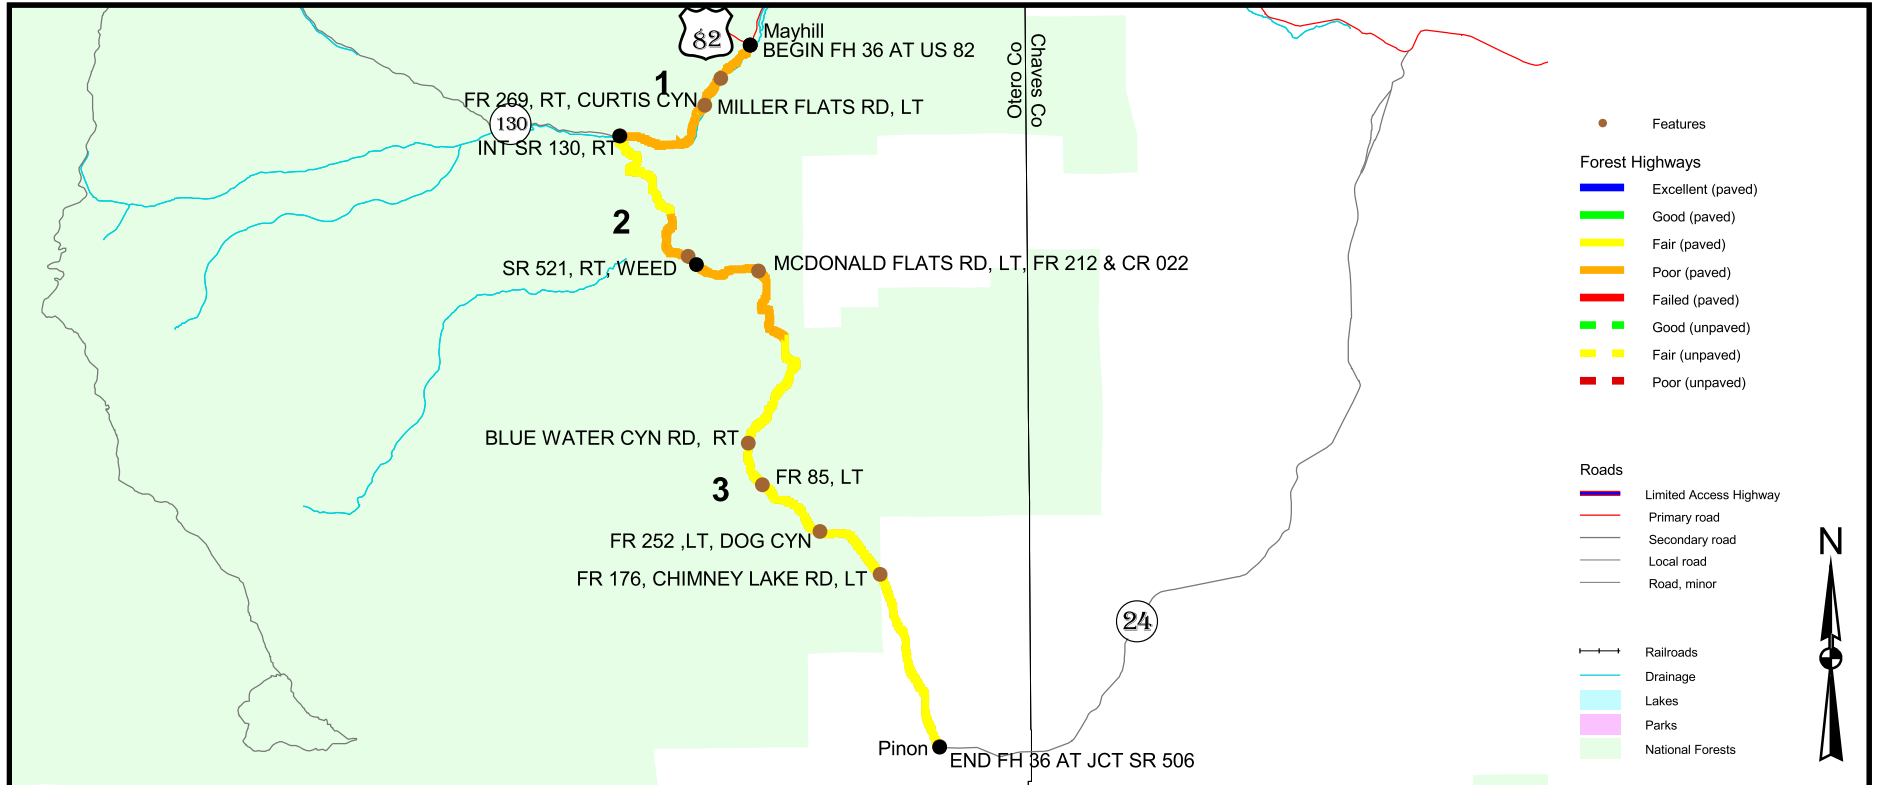 82
Mayhill
BEGIN FH 36 AT US 82
1
FR 269, RT, CURTIS CYN
MILLER FLATS RD, LT
130
INT SR 130, RT
Otero Co
Chaves Co
2
SR 521, RT, WEED
MCDONALD FLATS RD, LT, FR 212 & CR 022
BLUE WATER CYN RD,  RT
3
FR 85, LT
FR 252 ,LT, DOG CYN
FR 176, CHIMNEY LAKE RD, LT
24
Pinon
END FH 36 AT JCT SR 506
Features
Forest Highways
Excellent (paved)
Good (paved)
Fair (paved)
Poor (paved)
Failed (paved)
Good (unpaved)
Fair (unpaved)
Poor (unpaved)
Roads
Limited Access Highway
Primary road
Secondary road
Local road
Road, minor
Railroads
Drainage
Lakes
Parks
National Forests
N